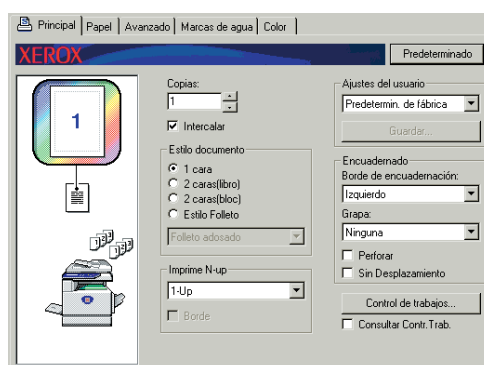 Principal Papel Avanzado Marcas de agua Color
XEROX
Predeterminado
1
123
123
Copias:
1
Intercalar
Estilo documento
1 cara
2 caras(libro)
2 caras(bloc)
Estilo Folleto
Folleto adosado
Imprime N-up
1-Up
Borde
Ajustes del usuario
Predetermin. de fábrica
Guardar...
Encuadernado
Borde de encuadernación:
Izquierdo
Grapa:
Ninguna
Perforar
Sin Desplazamiento
Control de trabajos...
Consultar Contr.Trab.